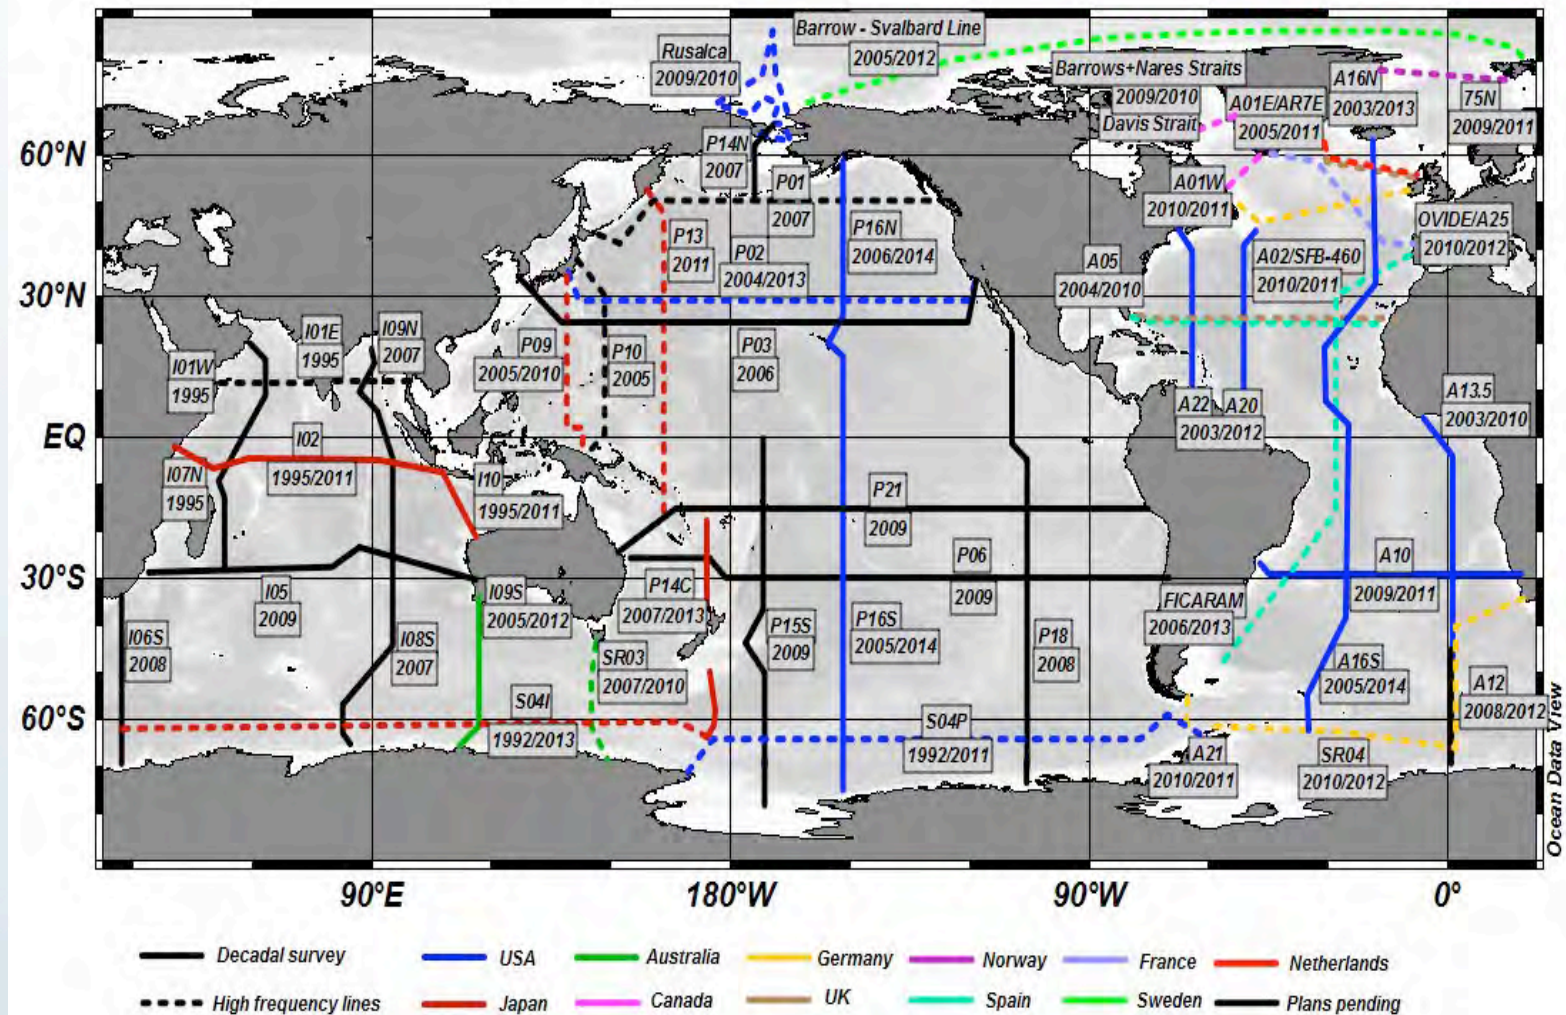 Barrow - Svalbard Line
2005/2012
Rusalca
2009/2010
Barrows+Nares Straits
2009/2010
Davis Strait
A01E/ARTE
2005/2011
A16N
2003/2013
75N
2009/2011
60°N
P14N
2007
P01
2007
A01W
2010/2011
P13
2011
P02
2004/2013
P16N
2006/2014
A05
2004/2010
A02/SFB-460
2010/2011
OVIDE/A25
2010/2012
30°N
I01W
1995
I01E
1995
I09N
2007
P09
2005/2010
P10
2005
P03
2006
A22
A20
2003/2012
A13.5
2003/2010
EQ
I02
1995/2011
I07N
1995
I10
1995/2011
P21
2009
P06
2009
A10
2009/2011
30°S
I05
2009
I09S
2005/2012
P14C
2007/2013
FICARAM
2006/2013
I06S
2008
I08S
2007
SR03
2007/2010
P15S
2009
P16S
2005/2014
P18
2008
A16S
2005/2014
A12
2008/2012
60°S
S04I
1992/2013
S04P
1992/2011
A21
2010/2011
SR04
2010/2012
Ocean Data View
90°E
180°W
90°W
0°
Decadal survey
USA
Australia
Germany
Norway
France
Netherlands
High frequency lines
Japan
Canada
UK
Spain
Sweden
Plans pending